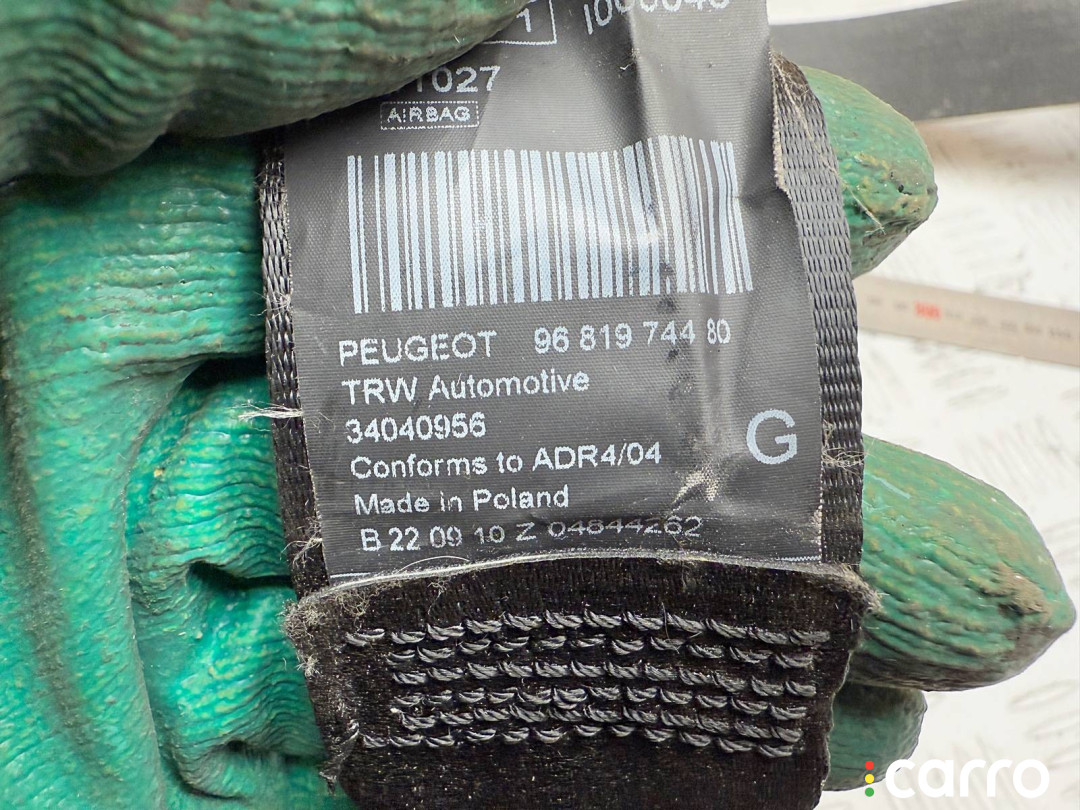 1
1027
AIRBAG
PEUGEOT 96 819 744 80
TRW Automotive
34040956
G
Conforms to ADR4/04
Made in Poland
B 22 09 10 Z 04844262
carro